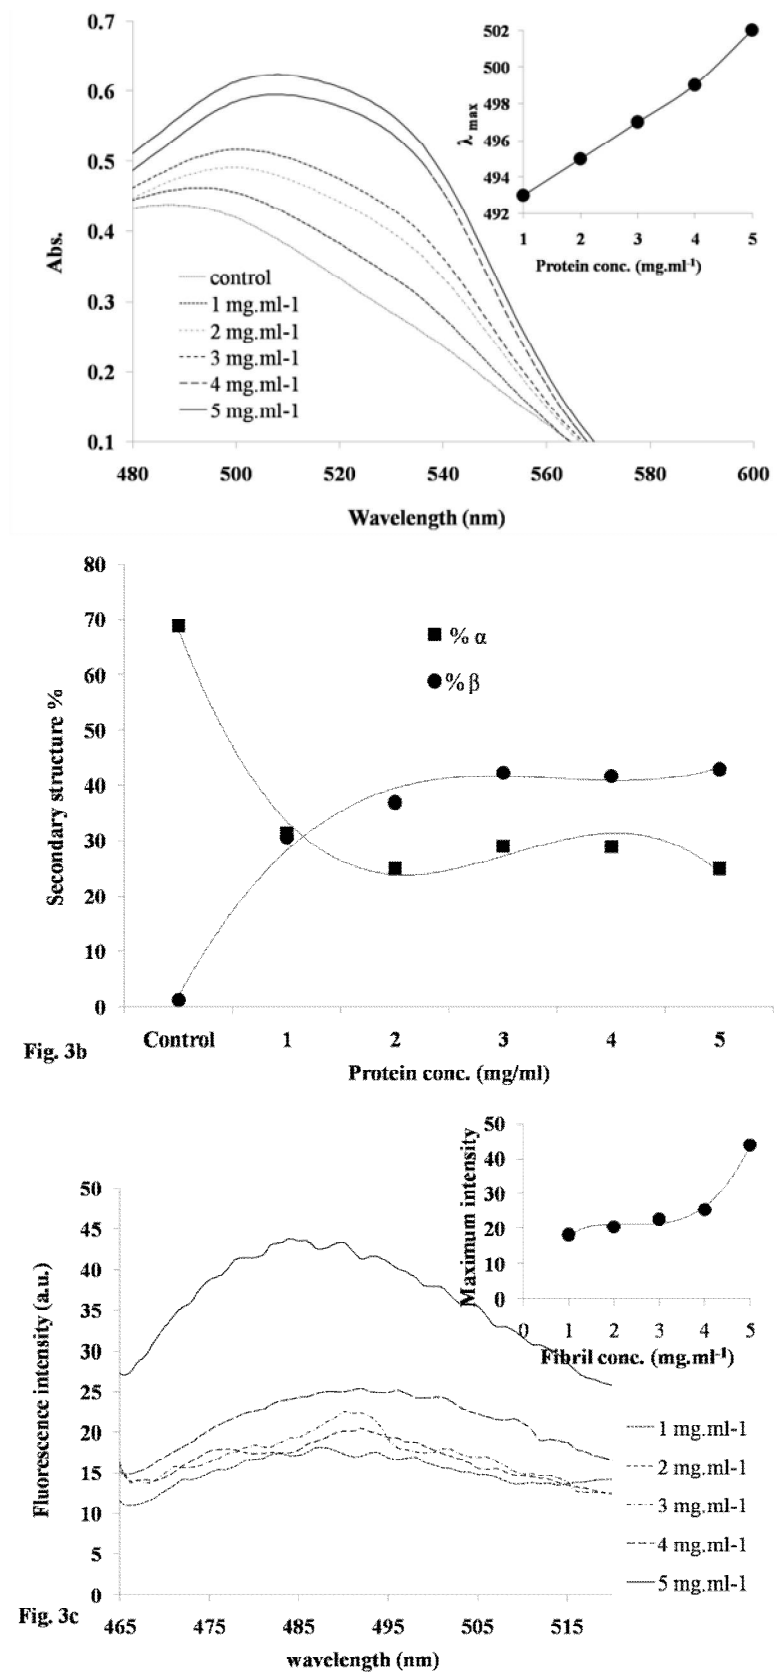 0.7
0.6
0.5
0.4
0.3
0.2
0.1
Abs.
480 500 520 540 560 580 600
Wavelength (nm)
control
1 mg.ml-1
2 mg.ml-1
3 mg.ml-1
4 mg.ml-1
5 mg.ml-1
502
500
498
496
494
492
λ max
1 2 3 4 5
Protein conc. (mg.ml-1)
80
70
60
50
40
30
20
10
0
Secondary structure %
% α
% β
Control 1 2 3 4 5
Fig. 3b
Protein conc. (mg/ml)
50
40
30
20
10
0
Maximum intensity
0 1 2 3 4 5
Fibril conc. (mg.ml-1)
50
45
40
35
30
25
20
15
10
5
0
Fluorescence intensity (a.u.)
1 mg.ml-1
2 mg.ml-1
3 mg.ml-1
4 mg.ml-1
5 mg.ml-1
Fig. 3c
465 475 485 495 505 515
wavelength (nm)